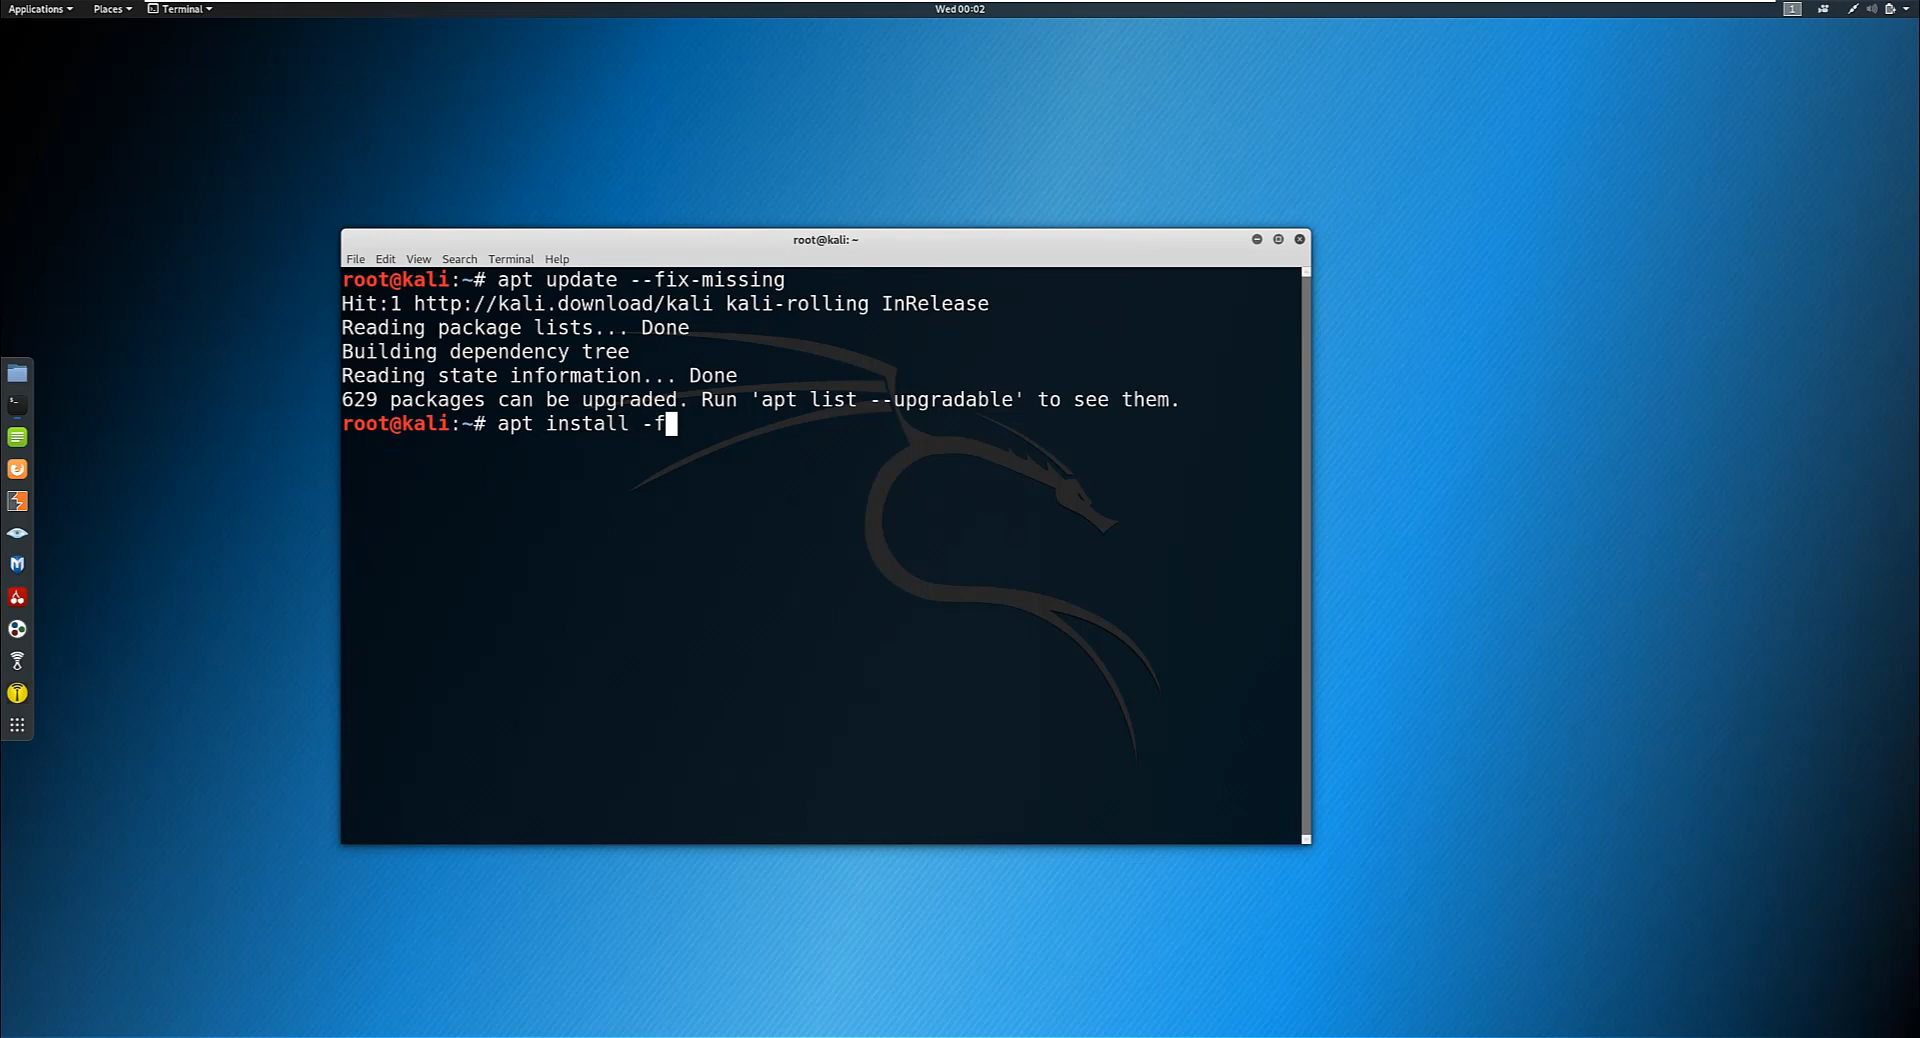 Applications Places Terminal Wed 00:02 1
root@kali: ~
File Edit View Search Terminal Help
root@kali:~# apt update --fix-missing
Hit:1 http://kali.download/kali kali-rolling InRelease
Reading package lists... Done
Building dependency tree
Reading state information... Done
629 packages can be upgraded. Run 'apt list --upgradable' to see them.
root@kali:~# apt install -f